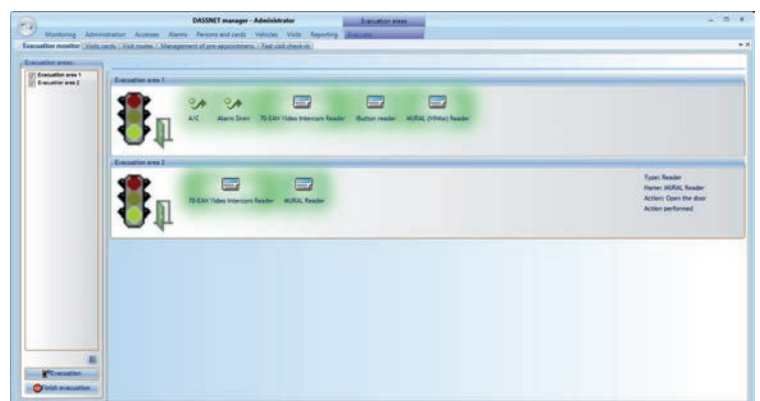 DASSNET manager - Administrator
Evacuation areas
Monitoring Administration Accesses Alarms Persons and cards Vehicles Visits Reporting
Evacuation monitor Visits cards Visit routes Management of pre-appointments Fast visit check-in
Evacuation areas:
Evacuation area 1
Evacuation area 2
Evacuation area 1
A/C Alarm Siren 70-EAH Video Intercom Reader iButton reader MURAL (White) Reader
Evacuation area 2
70-EAH Video Intercom Reader MURAL Reader
Type: Reader
Name: MURAL Reader
Action: Open the door
Action performed
Evacuation
Finish evacuation